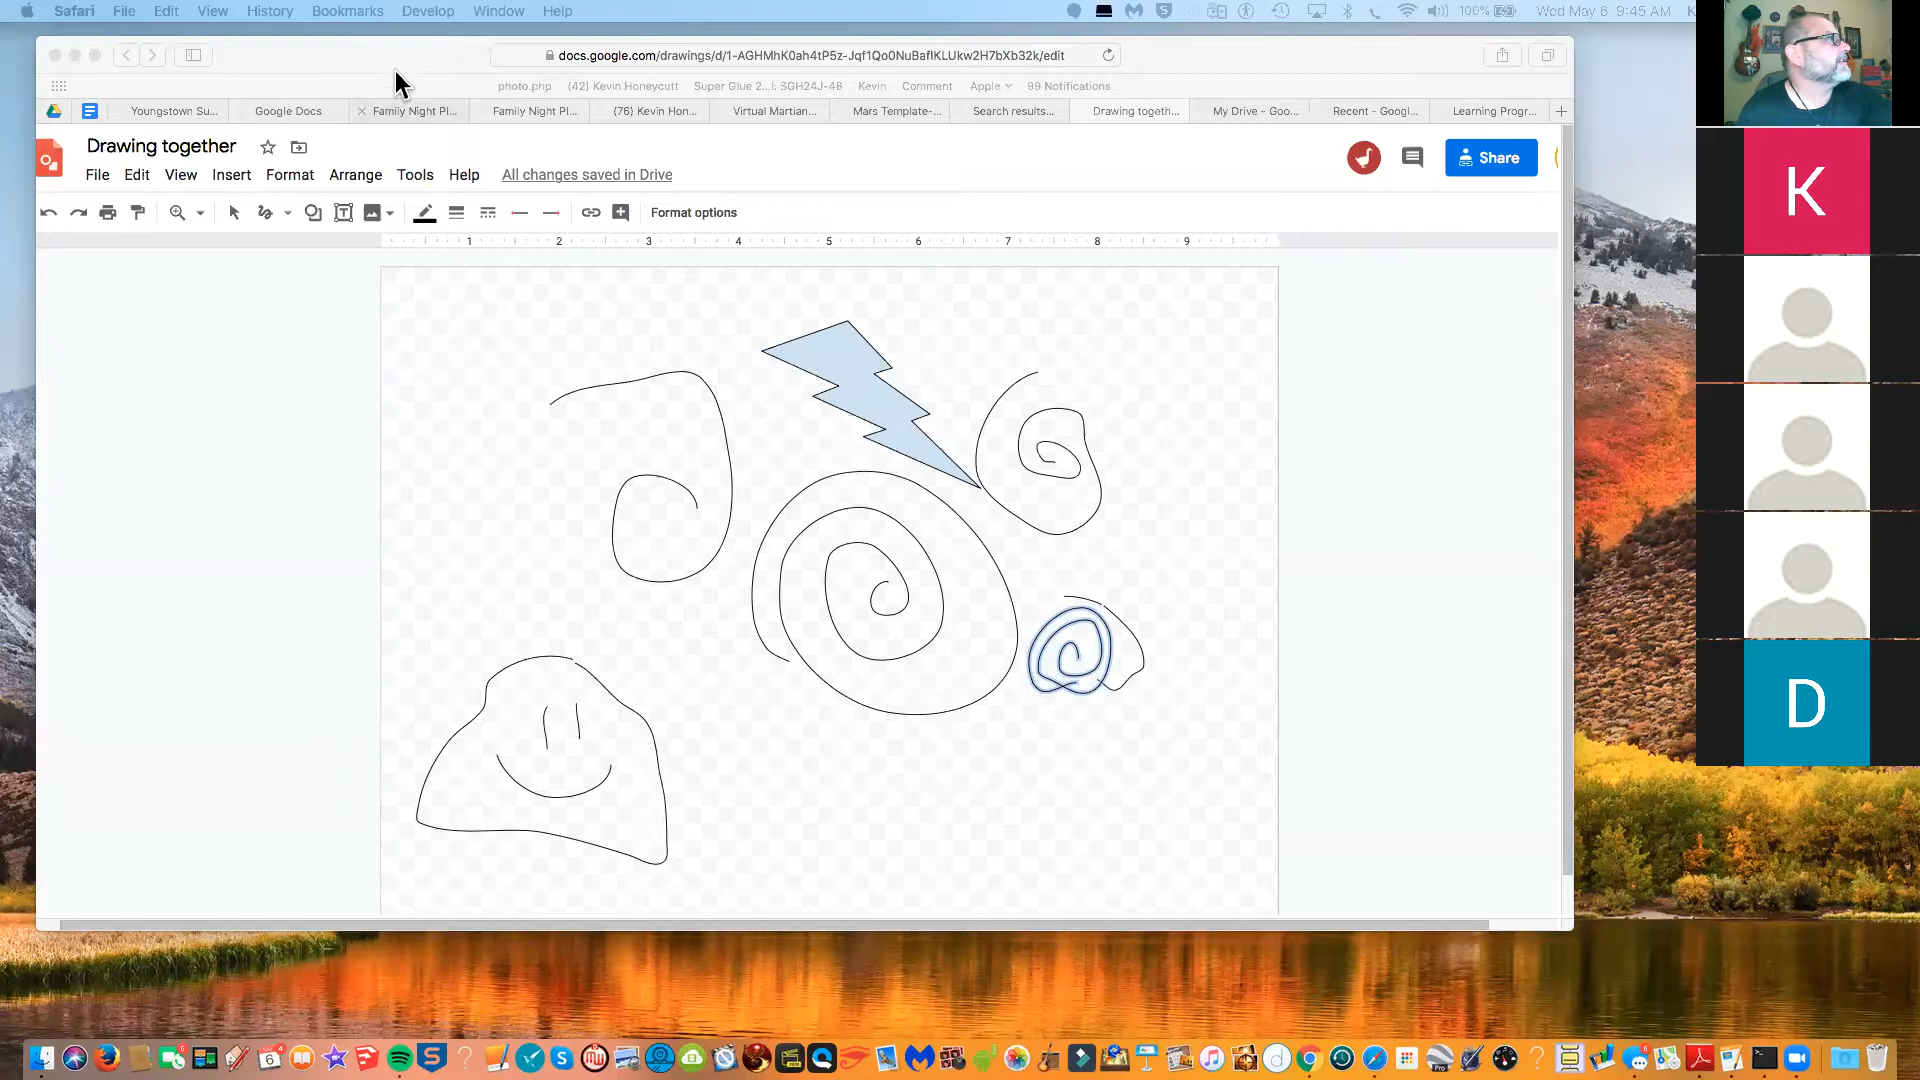 Safari File Edit View History Bookmarks Develop Window Help 100% Wed May 6 9:45 AM K
docs.google.com/drawings/d/1-AGHMhK0ah4tP5z-Jqf1Qo0NuBaflKLUkw2H7bXb32k/edit
photo.php (42) Kevin Honeycutt Super Glue 2...l: SGH24J-48 Kevin Comment Apple 99 Notifications
Youngstown Su... Google Docs Family Night Pl... Family Night Pl... (76) Kevin Hon... Virtual Martian... Mars Template-... Search results... Drawing togeth... My Drive - Goo... Recent - Googl... Learning Progr...
Drawing together
Share
File Edit View Insert Format Arrange Tools Help All changes saved in Drive
Format options
1 2 3 4 5 6 7 8 9
K
D